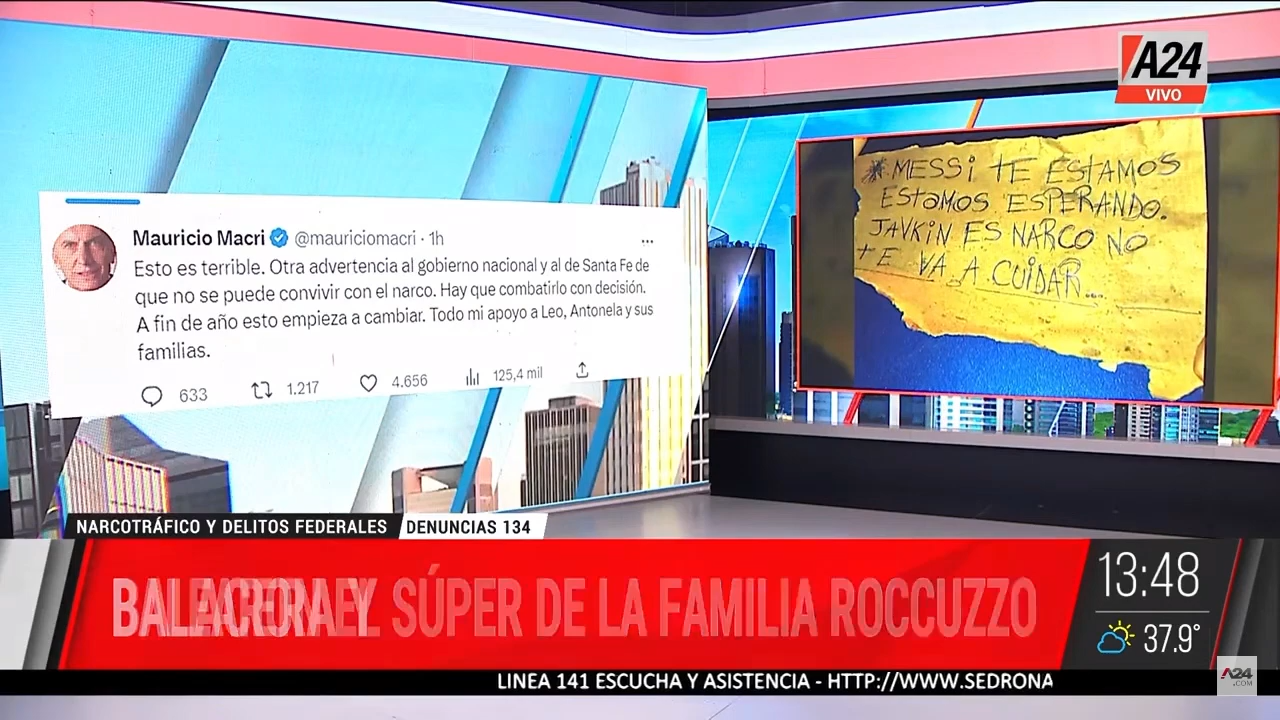 A24
VIVO
Mauricio Macri @mauriciomacri · 1h
Esto es terrible. Otra advertencia al gobierno nacional y al de Santa Fe de
que no se puede convivir con el narco. Hay que combatirlo con decisión.
A fin de año esto empieza a cambiar. Todo mi apoyo a Leo, Antonela y sus
familias.
633 1.217 4.656 125,4 mil
MESSi TE ESTAMOS
ESTAMOS ESPERANDO.
JAVKIN ES NARCO NO
TE VA A CUIDAR...
NARCOTRÁFICO Y DELITOS FEDERALES DENUNCIAS 134
SÚPER DE LA FAMILIA ROCCUZZO
13:48
37.9°
LINEA 141 ESCUCHA Y ASISTENCIA - HTTP://WWW.SEDRONA
A24
.COM